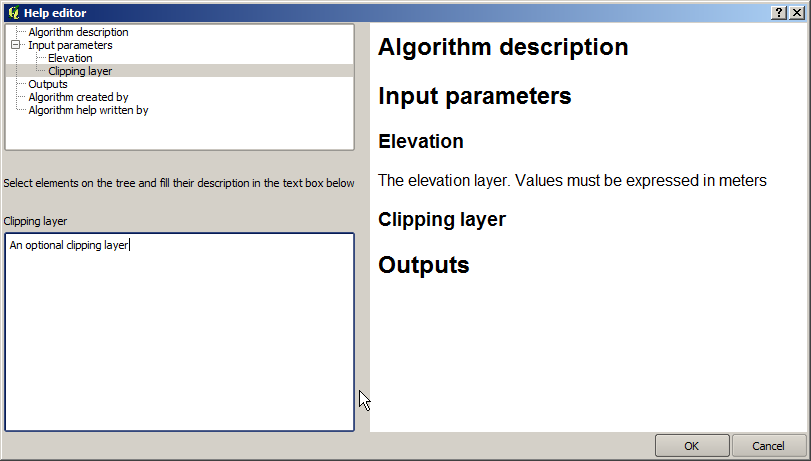 Help editor
Algorithm description
Input parameters
Elevation
Clipping layer
Outputs
Algorithm created by
Algorithm help written by
Select elements on the tree and fill their description in the text box below
Clipping layer
An optional clipping layer
Algorithm description
Input parameters
Elevation
The elevation layer. Values must be expressed in meters
Clipping layer
Outputs
OK
Cancel